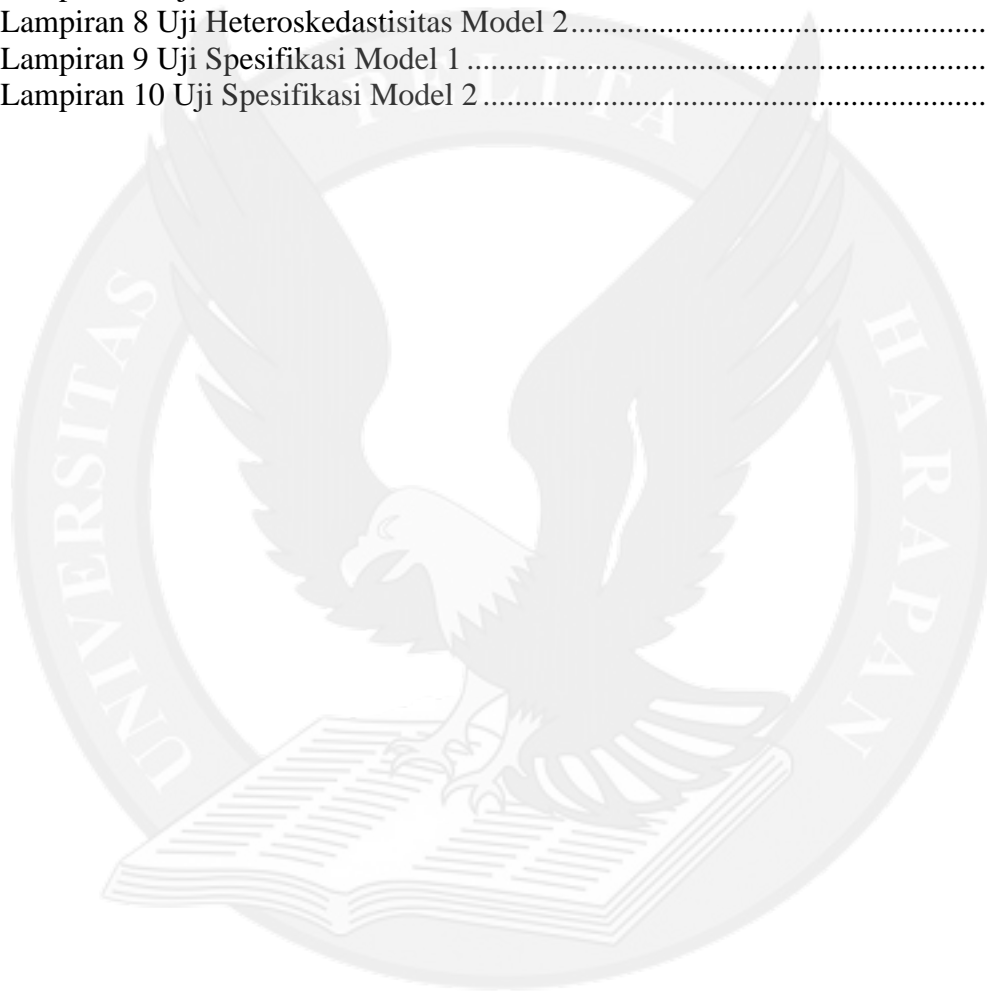 Lampiran 8 Uji Heteroskedastisitas Model 2
Lampiran 9 Uji Spesifikasi Model 1
Lampiran 10 Uji Spesifikasi Model 2
UNIVERSITAS PELITA HARAPAN